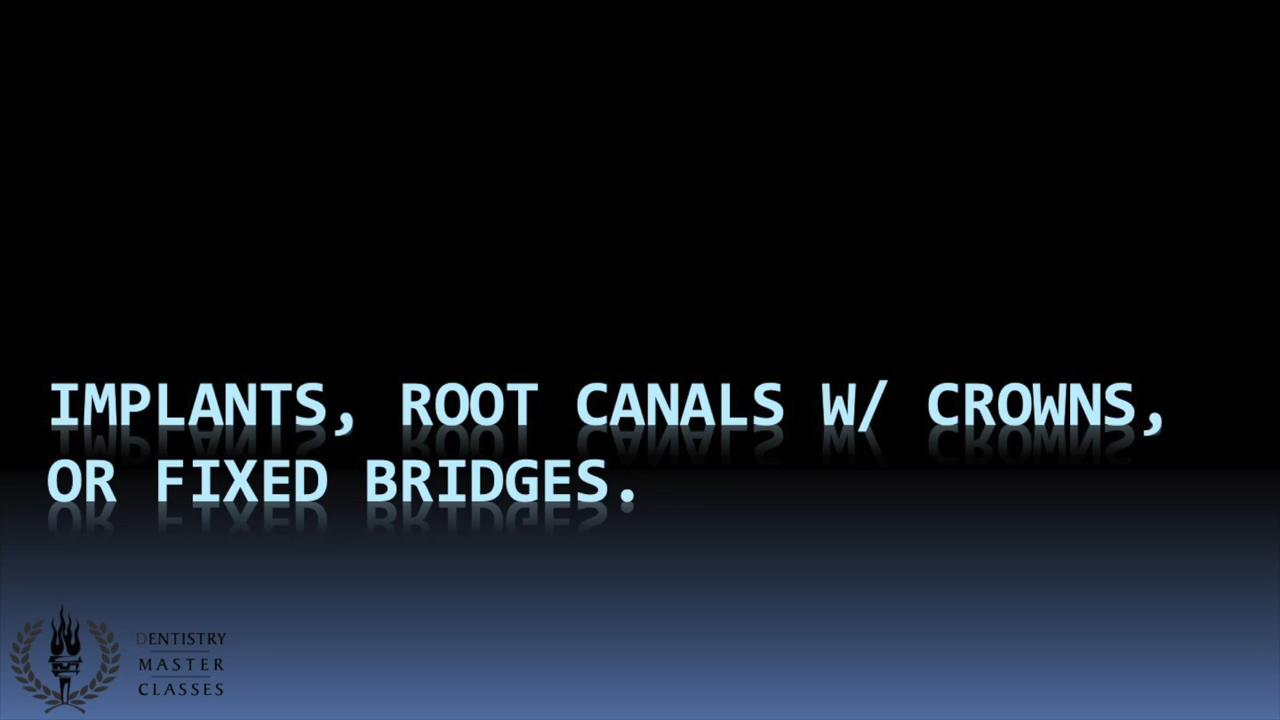 IMPLANTS, ROOT CANALS W/ CROWNS,
OR FIXED BRIDGES.
DENTISTRY
MASTER
CLASSES